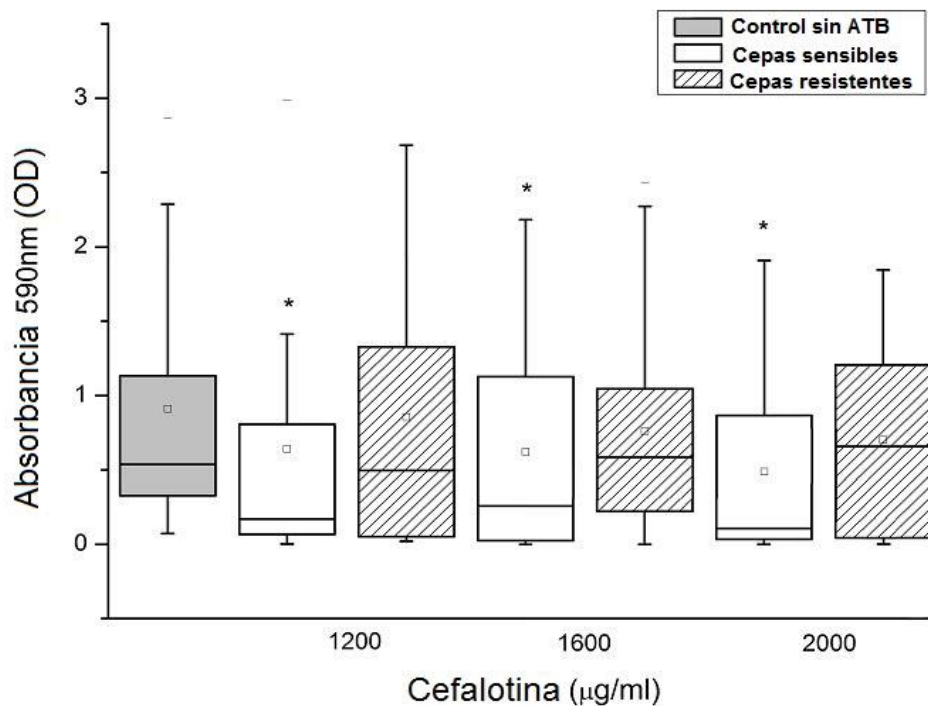 Control sin ATB
Cepas sensibles
Cepas resistentes
Absorbancia 590nm (OD)
3
2
1
0
*
*
*
1200 1600 2000
Cefalotina (μg/ml)